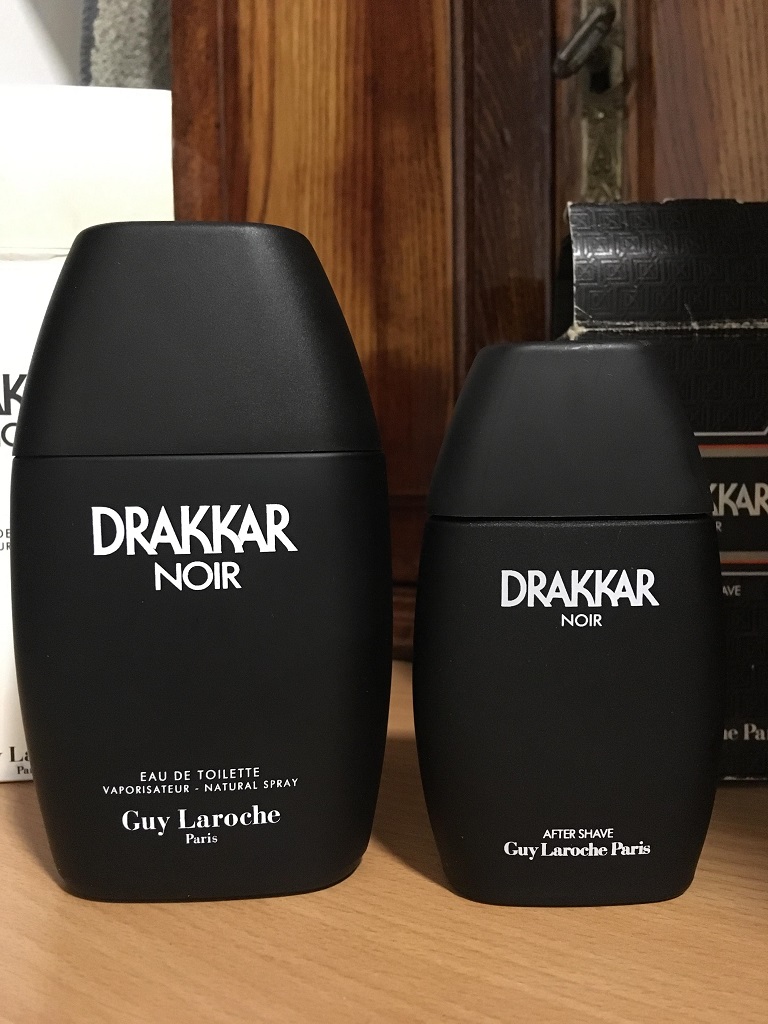 DRAKKAR
NOIR
EAU DE TOILETTE
VAPORISATEUR - NATURAL SPRAY
Guy Laroche
Paris
DRAKKAR
NOIR
AFTER SHAVE
Guy Laroche Paris